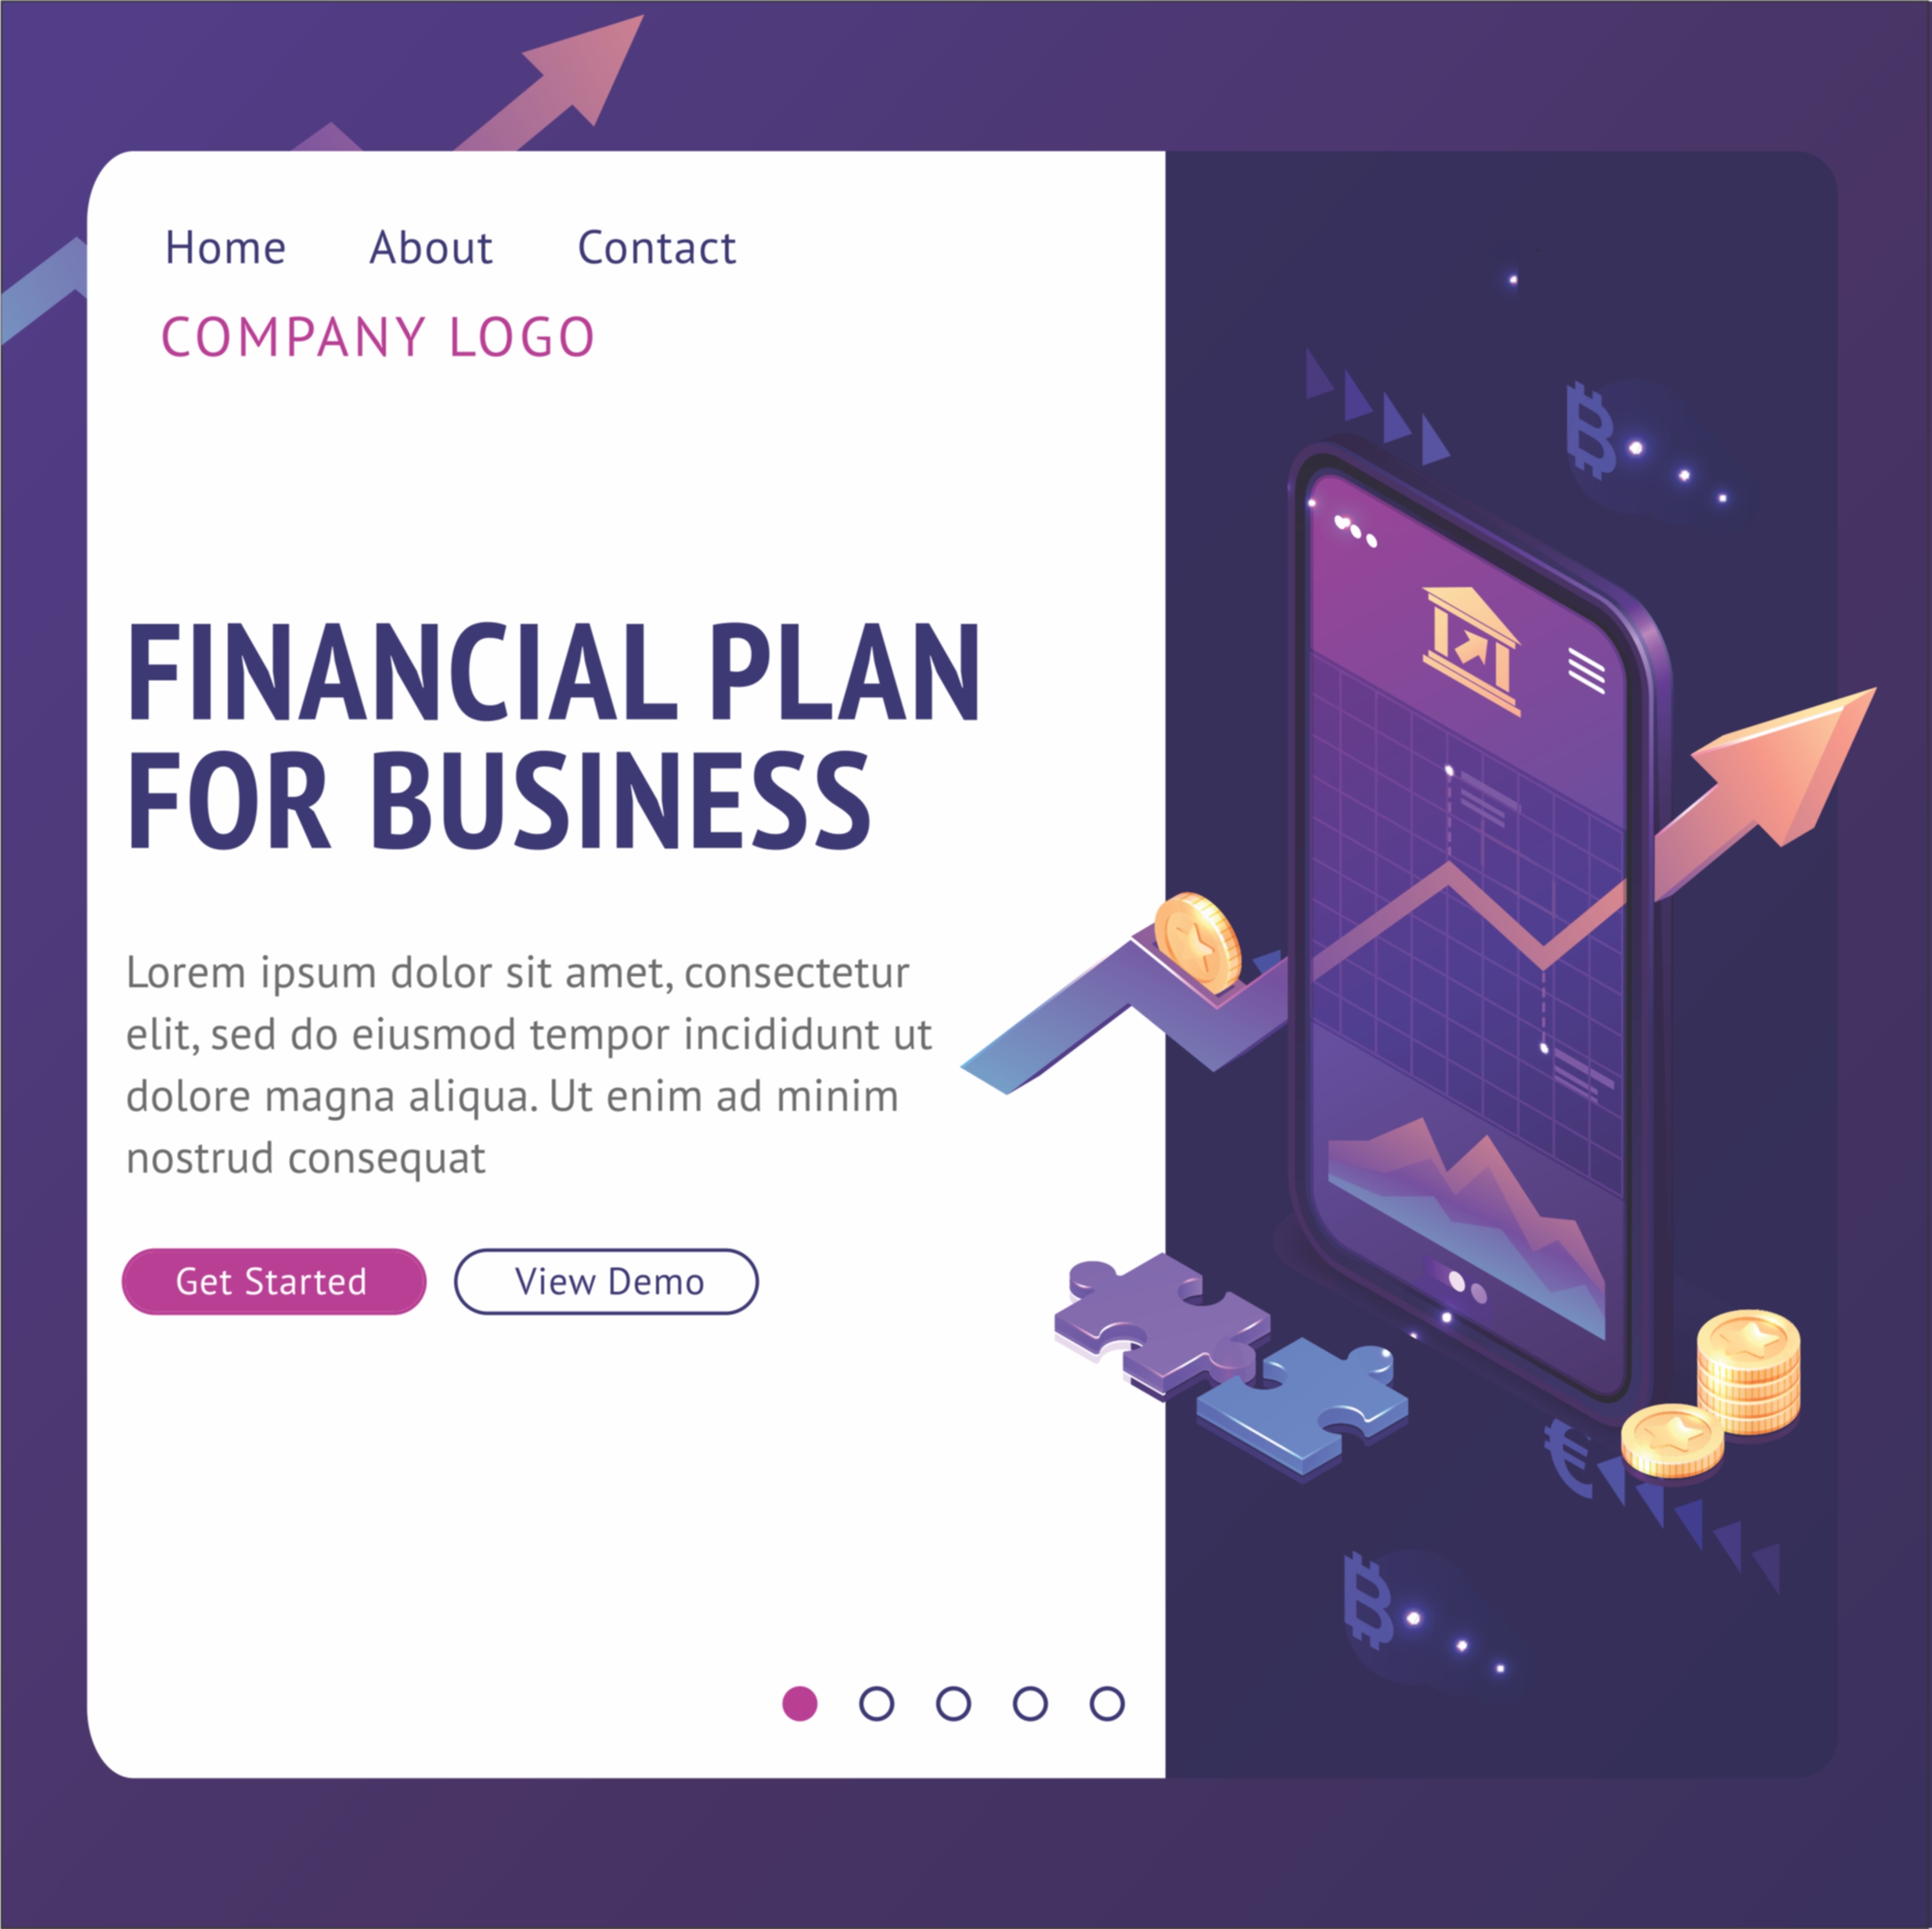 Home About Contact
COMPANY LOGO
FINANCIAL PLAN
FOR BUSINESS
Lorem ipsum dolor sit amet, consectetur
elit, sed do eiusmod tempor incididunt ut
dolore magna aliqua. Ut enim ad minim
nostrud consequat
Get Started View Demo